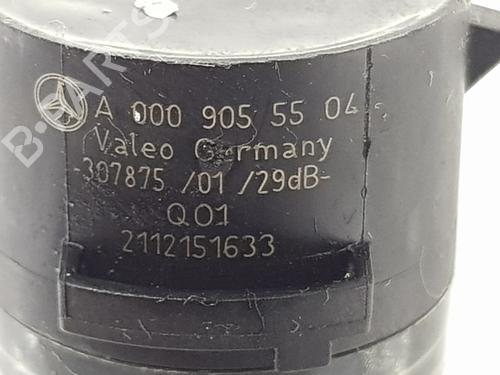 A 000 905 55 04
Valeo Germany
-307875 /01 /29dB-
Q01
2112151633
B-PARTS